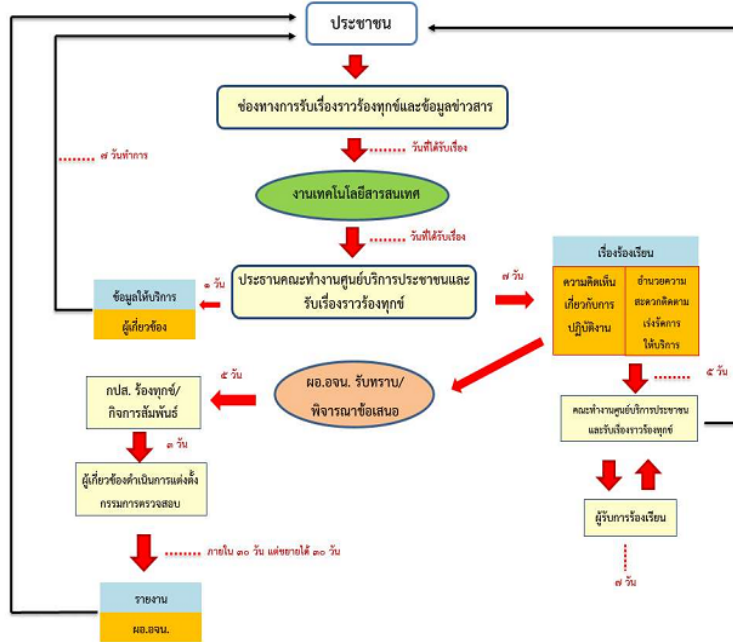 ประชาชน
ช่องทางการรับเรื่องราวร้องทุกข์และข้อมูลข่าวสาร
........ ๗ วันทำการ
........ วันที่ได้รับเรื่อง
งานเทคโนโลยีสารสนเทศ
........ วันที่ได้รับเรื่อง
ประธานคณะทำงานศูนย์บริการประชาชนและ
รับเรื่องราวร้องทุกข์
๑ วัน
๗ วัน
ข้อมูลให้บริการ
ผู้เกี่ยวข้อง
เรื่องร้องเรียน
ความคิดเห็น
เกี่ยวกับการ
ปฏิบัติงาน
อำนวยความ
สะดวกติดตาม
เร่งรัดการ
ให้บริการ
ผอ.อจน. รับทราบ/
พิจารณาข้อเสนอ
๕ วัน
กปส. ร้องทุกข์/
กิจการสัมพันธ์
........ ๕ วัน
คณะทำงานศูนย์บริการประชาชน
และรับเรื่องราวร้องทุกข์
๓ วัน
ผู้เกี่ยวข้องดำเนินการแต่งตั้ง
กรรมการตรวจสอบ
ผู้รับการร้องเรียน
๗ วัน
........ ภายใน ๓๐ วัน แต่ขยายได้ ๓๐ วัน
รายงาน
ผอ.อจน.